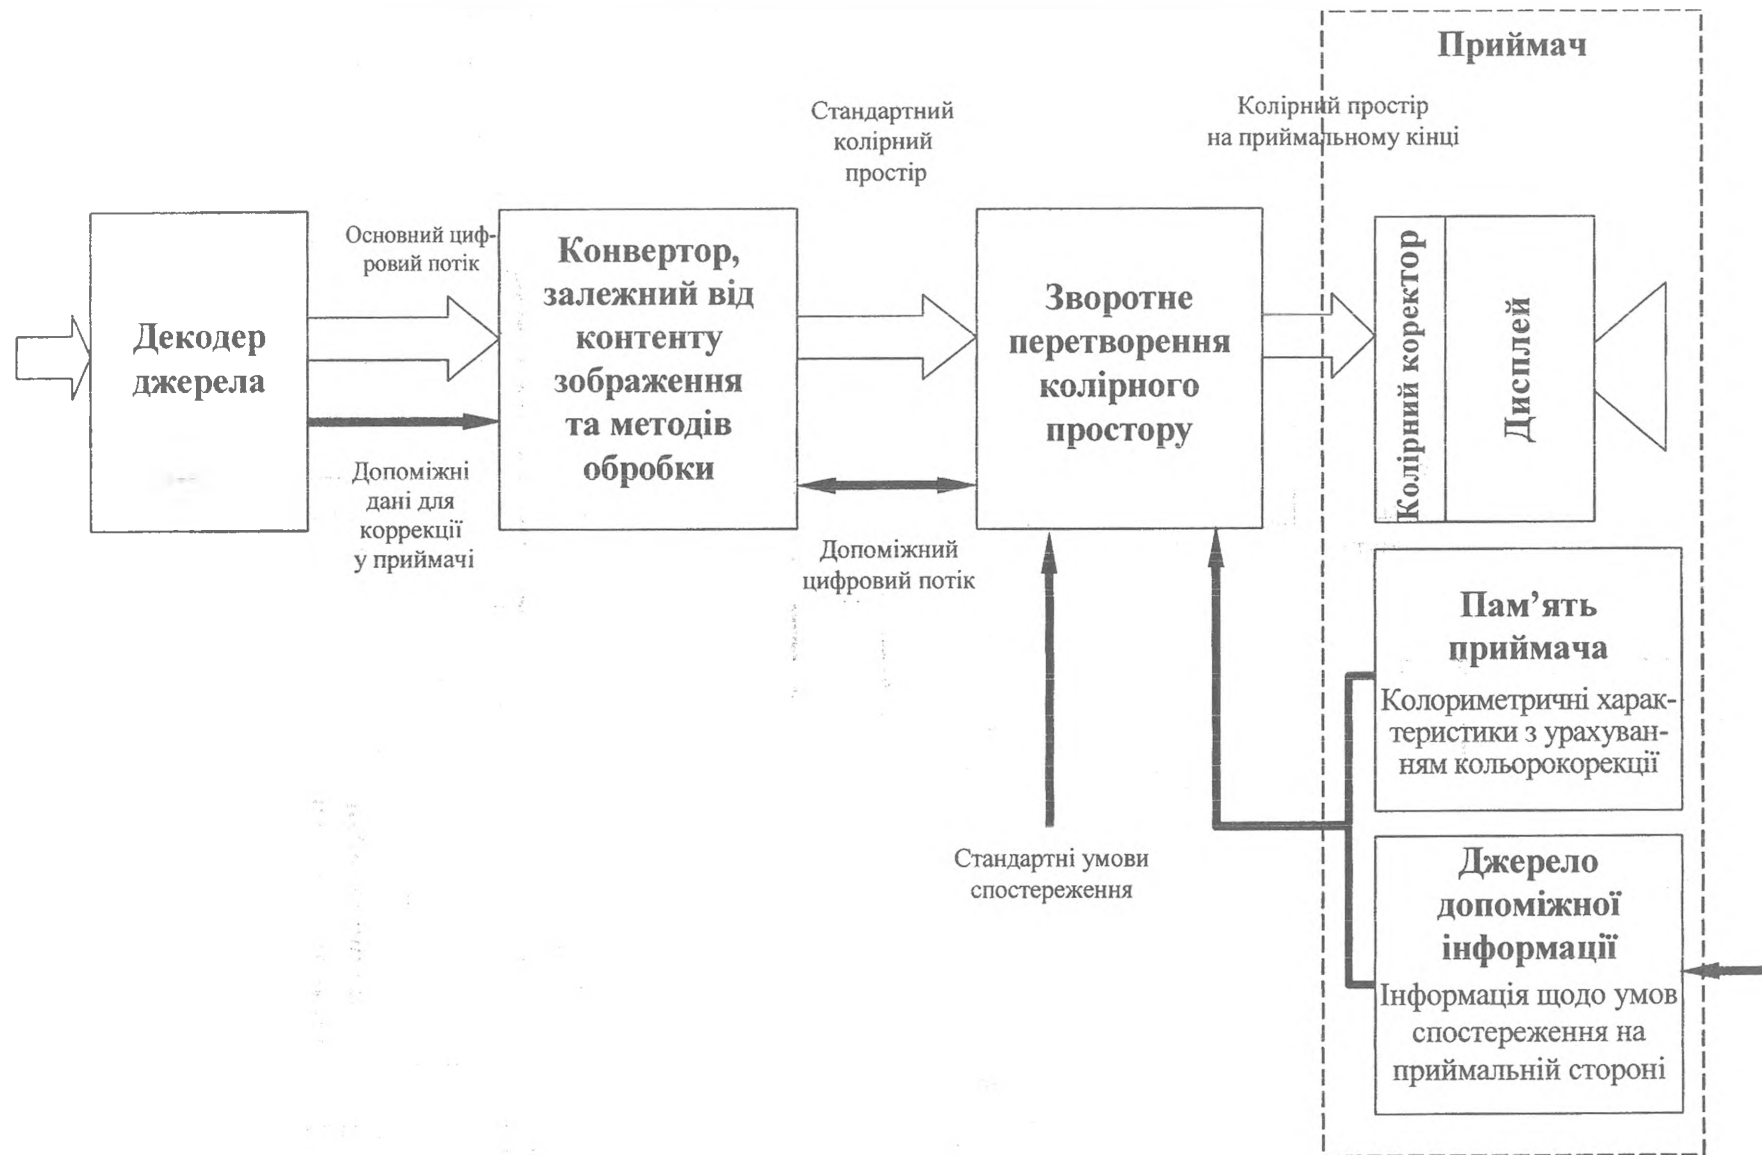 Приймач
Стандартний
колірний
простір
Колірний простір
на приймальному кінці
Декодер
джерела
Основний циф-
ровий потік
Допоміжні
дані для
коррекції
у приймачі
Конвертор,
залежний від
контенту
зображення
та методів
обробки
Допоміжний
цифровий потік
Зворотне
перетворення
колірного
простору
Стандартні умови
спостереження
Колірний коректор
Дисплей
Пам’ять
приймача
Колориметричні харак-
теристики з урахуван-
ням кольорокорекції
Джерело
допоміжної
інформації
Інформація щодо умов
спостереження на
приймальній стороні